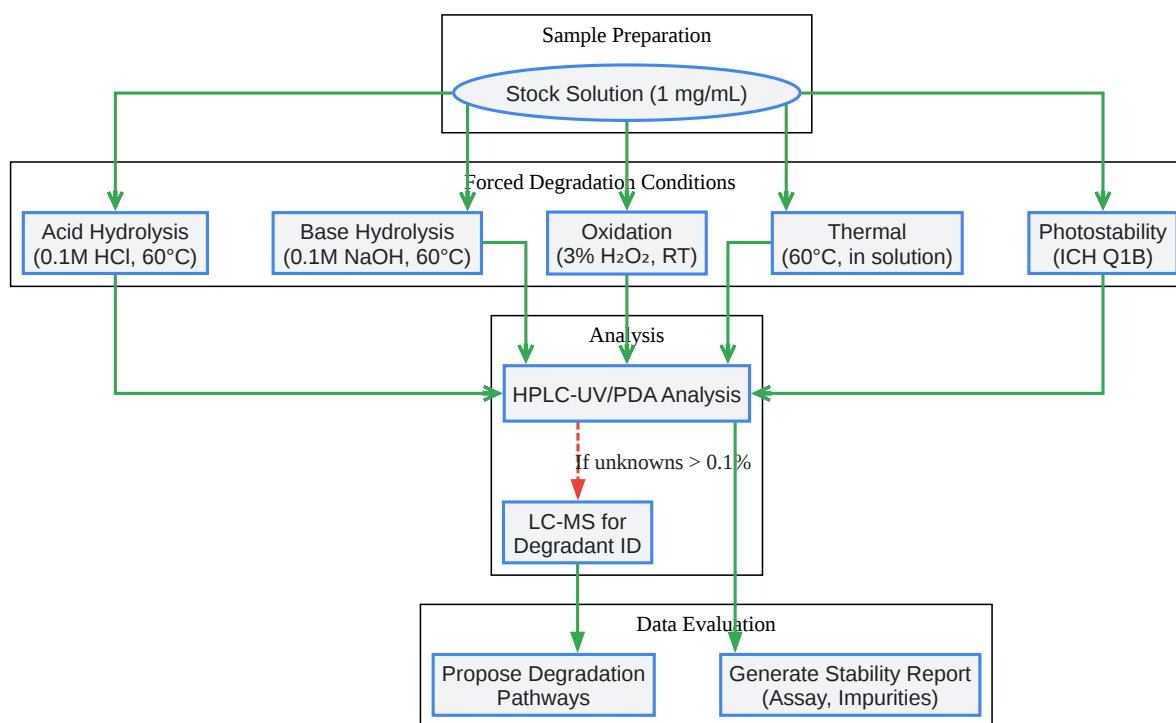 Sample Preparation
Stock Solution (1 mg/mL)
Forced Degradation Conditions
Acid Hydrolysis
(0.1M HCl, 60°C)
Base Hydrolysis
(0.1M NaOH, 60°C)
Oxidation
(3% H₂O₂, RT)
Thermal
(60°C, in solution)
Photostability
(ICH Q1B)
Analysis
HPLC-UV/PDA Analysis
If unknowns > 0.1%
LC-MS for
Degradant ID
Data Evaluation
Propose Degradation
Pathways
Generate Stability Report
(Assay, Impurities)